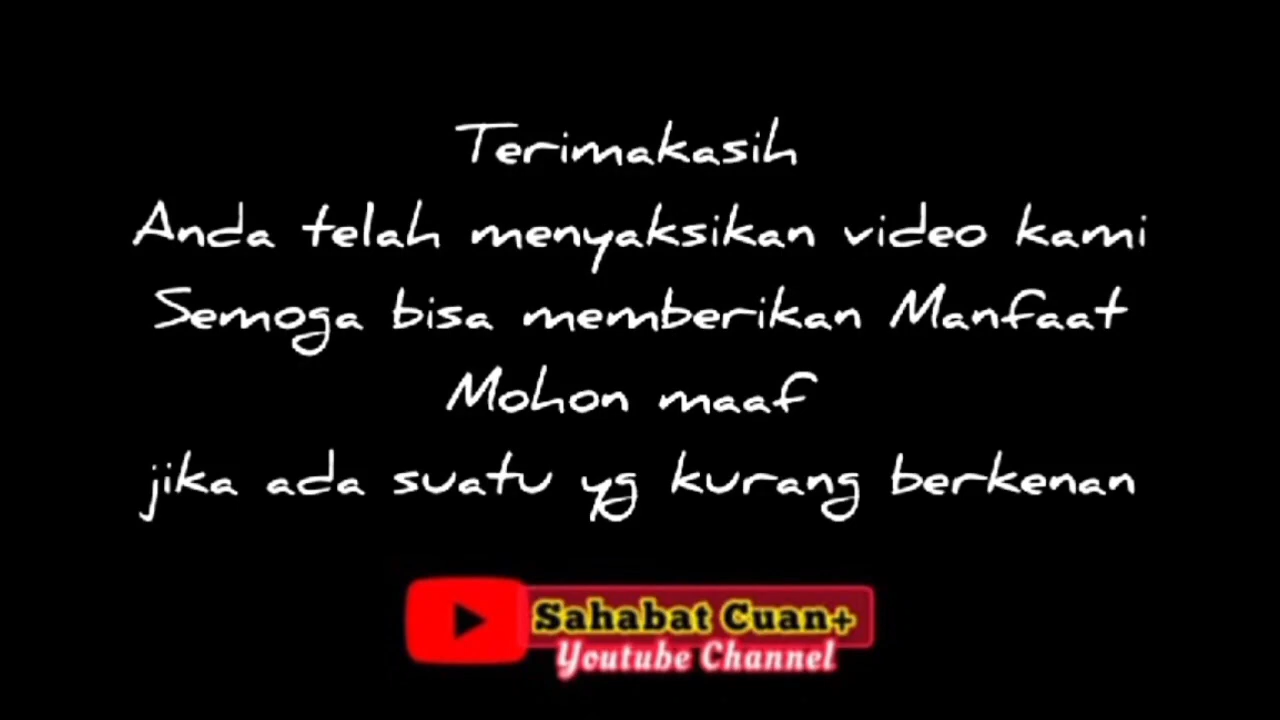 Terimakasih
Anda telah menyaksikan video kami
Semoga bisa memberikan Manfaat
Mohon maaf
jika ada suatu yg kurang berkenan
Sahabat Cuan+
Youtube Channel